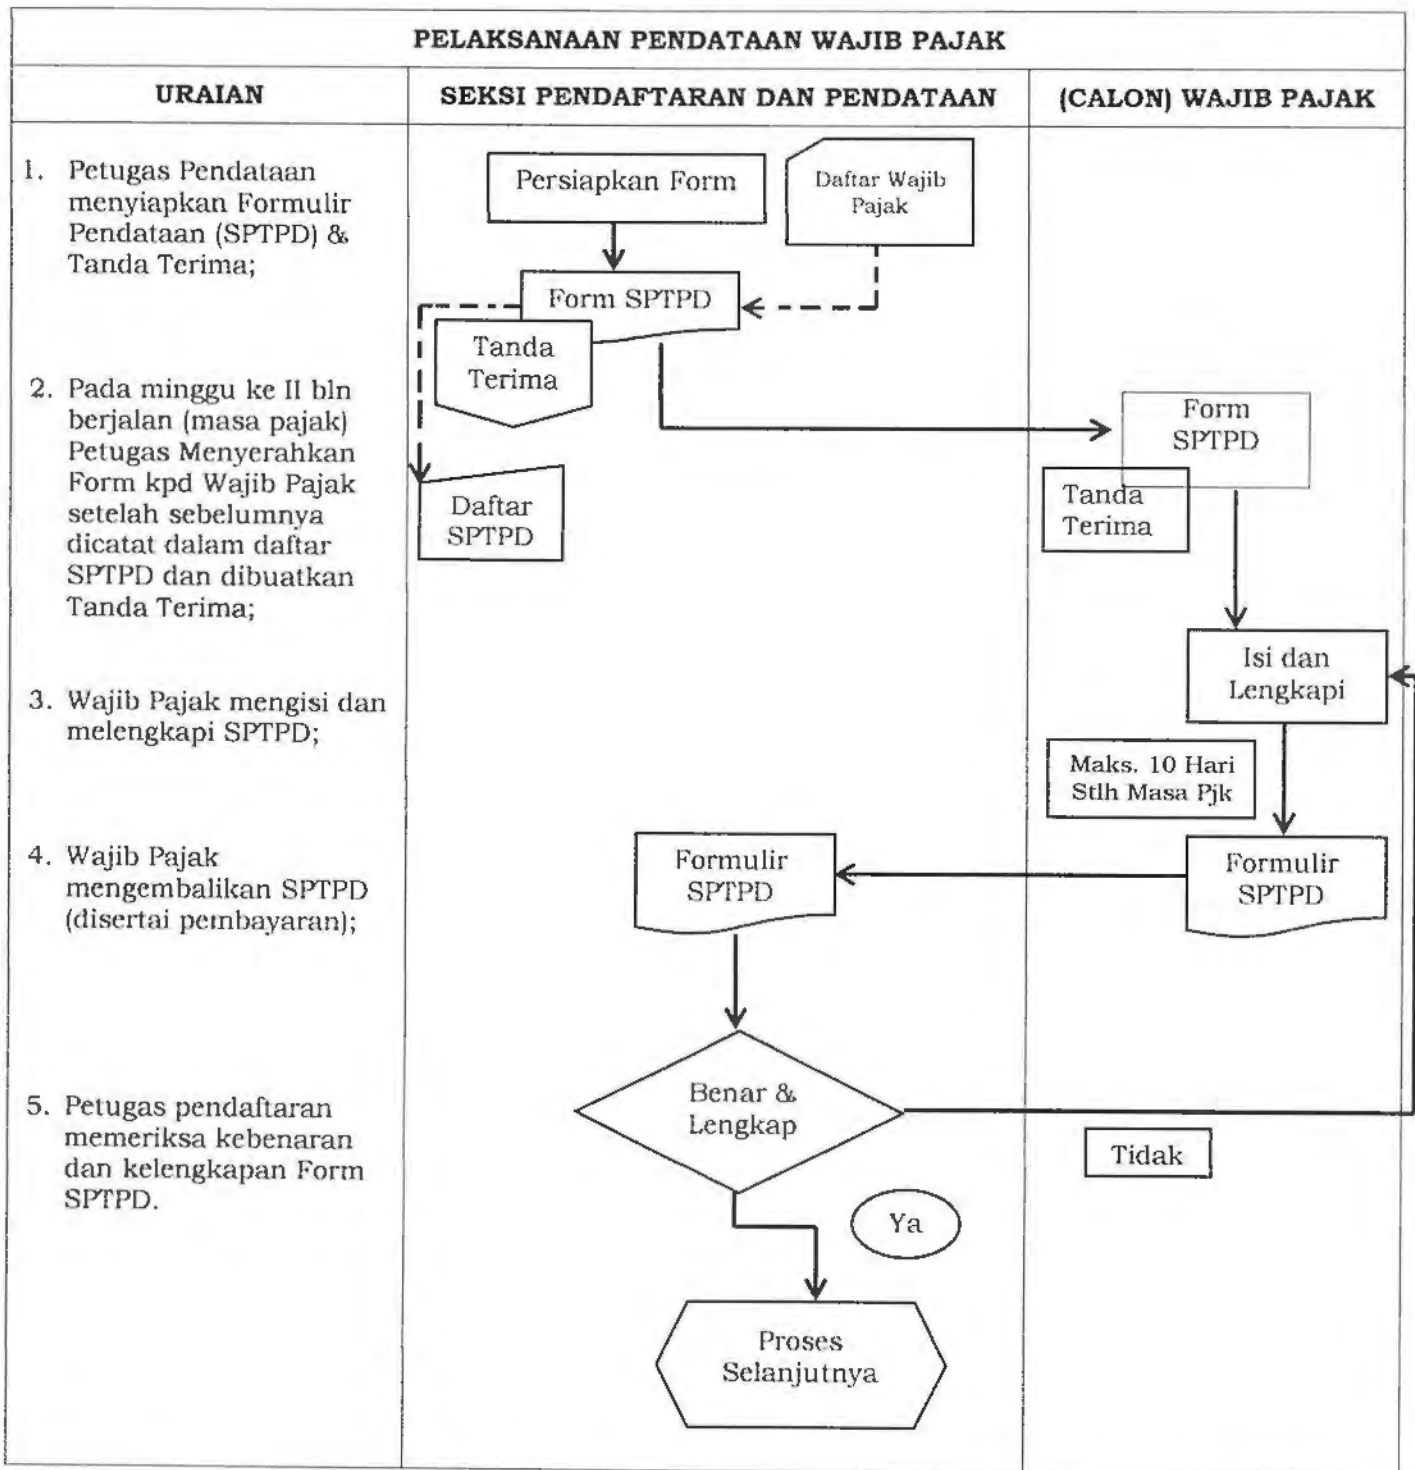 PELAKSANAAN PENDATAAN WAJIB PAJAK
URAIAN
SEKSI PENDAFTARAN DAN PENDATAAN
(CALON) WAJIB PAJAK
1. Petugas Pendataan
menyiapkan Formulir
Pendataan (SPTPD) &
Tanda Terima;
2. Pada minggu ke II bln
berjalan (masa pajak)
Petugas Menyerahkan
Form kpd Wajib Pajak
setelah sebelumnya
dicatat dalam daftar
SPTPD dan dibuatkan
Tanda Terima;
3. Wajib Pajak mengisi dan
melengkapi SPTPD;
4. Wajib Pajak
mengembalikan SPTPD
(disertai pembayaran);
5. Petugas pendaftaran
memeriksa kebenaran
dan kelengkapan Form
SPTPD.
Persiapkan Form
Daftar Wajib
Pajak
Form SPTPD
Tanda
Terima
Daftar
SPTPD
Form
SPTPD
Tanda
Terima
Isi dan
Lengkapi
Maks. 10 Hari
Stlh Masa Pjk
Formulir
SPTPD
Formulir
SPTPD
Benar &
Lengkap
Tidak
Ya
Proses
Selanjutnya